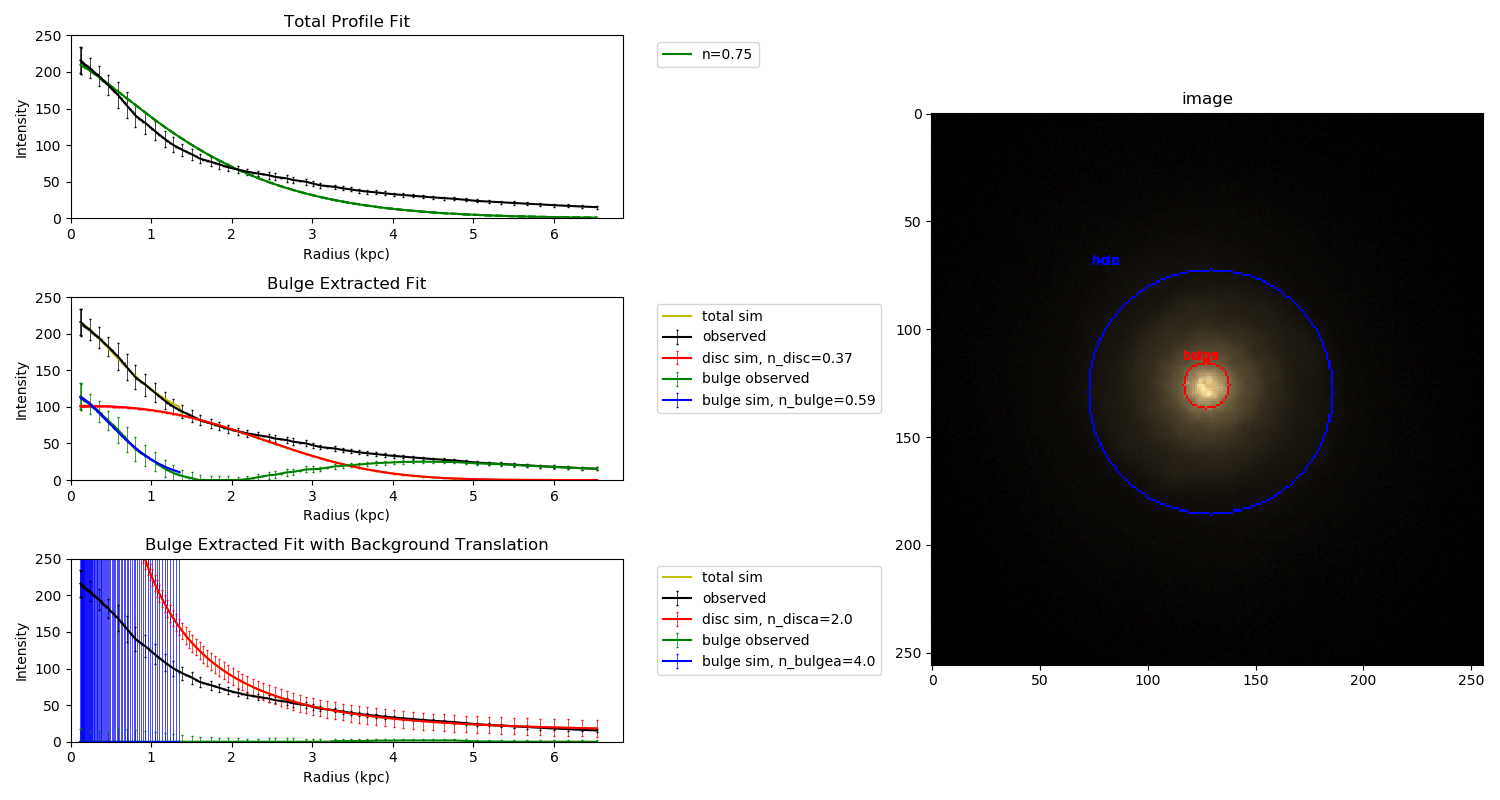 Total Profile Fit
250
200
150
100
50
0
Intensity
0 1 2 3 4 5 6
Radius (kpc)
n=0.75
Bulge Extracted Fit
250
200
150
100
50
0
Intensity
0 1 2 3 4 5 6
Radius (kpc)
total sim
observed
disc sim, n_disc=0.37
bulge observed
bulge sim, n_bulge=0.59
Bulge Extracted Fit with Background Translation
250
200
150
100
50
0
Intensity
0 1 2 3 4 5 6
Radius (kpc)
total sim
observed
disc sim, n_disca=2.0
bulge observed
bulge sim, n_bulgea=4.0
image
0
50
100
150
200
250
0 50 100 150 200 250
halo
bulge